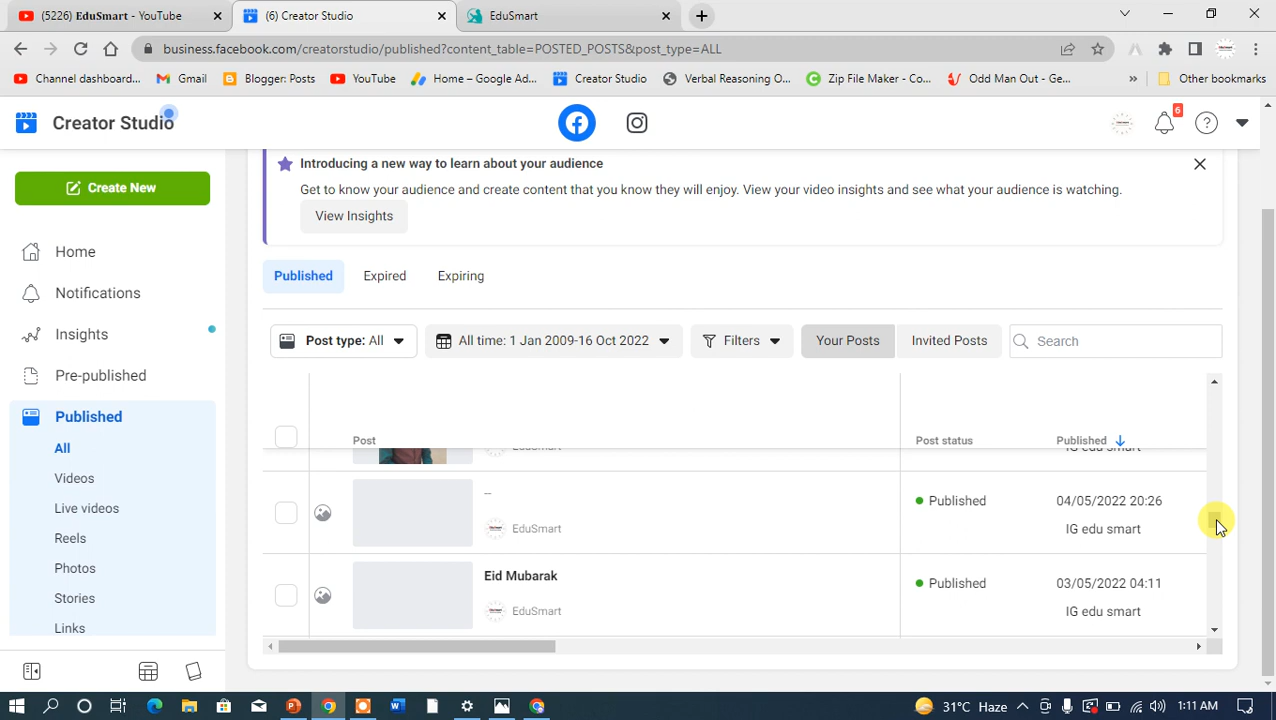 (5226) EduSmart - YouTube
(6) Creator Studio
EduSmart
business.facebook.com/creatorstudio/published?content_table=POSTED_POSTS&post_type=ALL
Channel dashboard...
Gmail
Blogger: Posts
YouTube
Home – Google Ad...
Creator Studio
Verbal Reasoning O...
Zip File Maker - Co...
Odd Man Out - Ge...
»
Other bookmarks
Creator Studio
6
Create New
Home
Notifications
Insights
Pre-published
Published
All
Videos
Live videos
Reels
Photos
Stories
Links
Introducing a new way to learn about your audience
Get to know your audience and create content that you know they will enjoy. View your video insights and see what your audience is watching.
View Insights
Published
Expired
Expiring
Post type: All
All time: 1 Jan 2009-16 Oct 2022
Filters
Your Posts
Invited Posts
Search
Post
Post status
Published
EduSmart
IG edu smart
--
EduSmart
Published
04/05/2022 20:26
IG edu smart
Eid Mubarak
EduSmart
Published
03/05/2022 04:11
IG edu smart
31°C Haze
1:11 AM